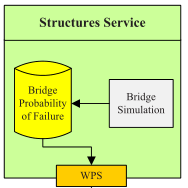 Structures Service
Bridge
Probability
of Failure
Bridge
Simulation
WPS